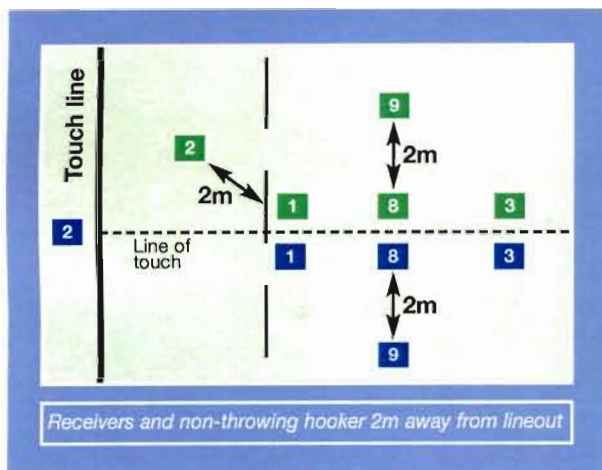 Touch line
9
2
2m
2m
1
8
3
2
Line of
touch
1
8
3
2m
9
Receivers and non-throwing hooker 2m away from lineout